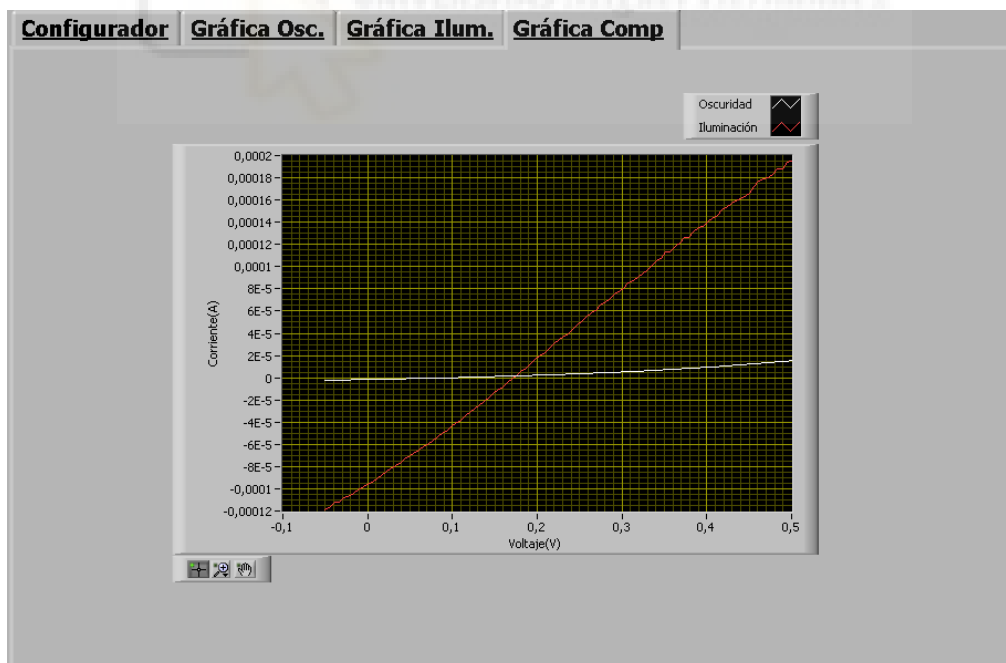 Configurador Gráfica Osc. Gráfica Ilum. Gráfica Comp
Oscuridad
Iluminación
0,0002
0,00018
0,00016
0,00014
0,00012
0,0001
8E-5
6E-5
4E-5
2E-5
0
-2E-5
-4E-5
-6E-5
-8E-5
-0,0001
-0,00012
Corriente(A)
-0,1 0 0,1 0,2 0,3 0,4 0,5
Voltaje(V)